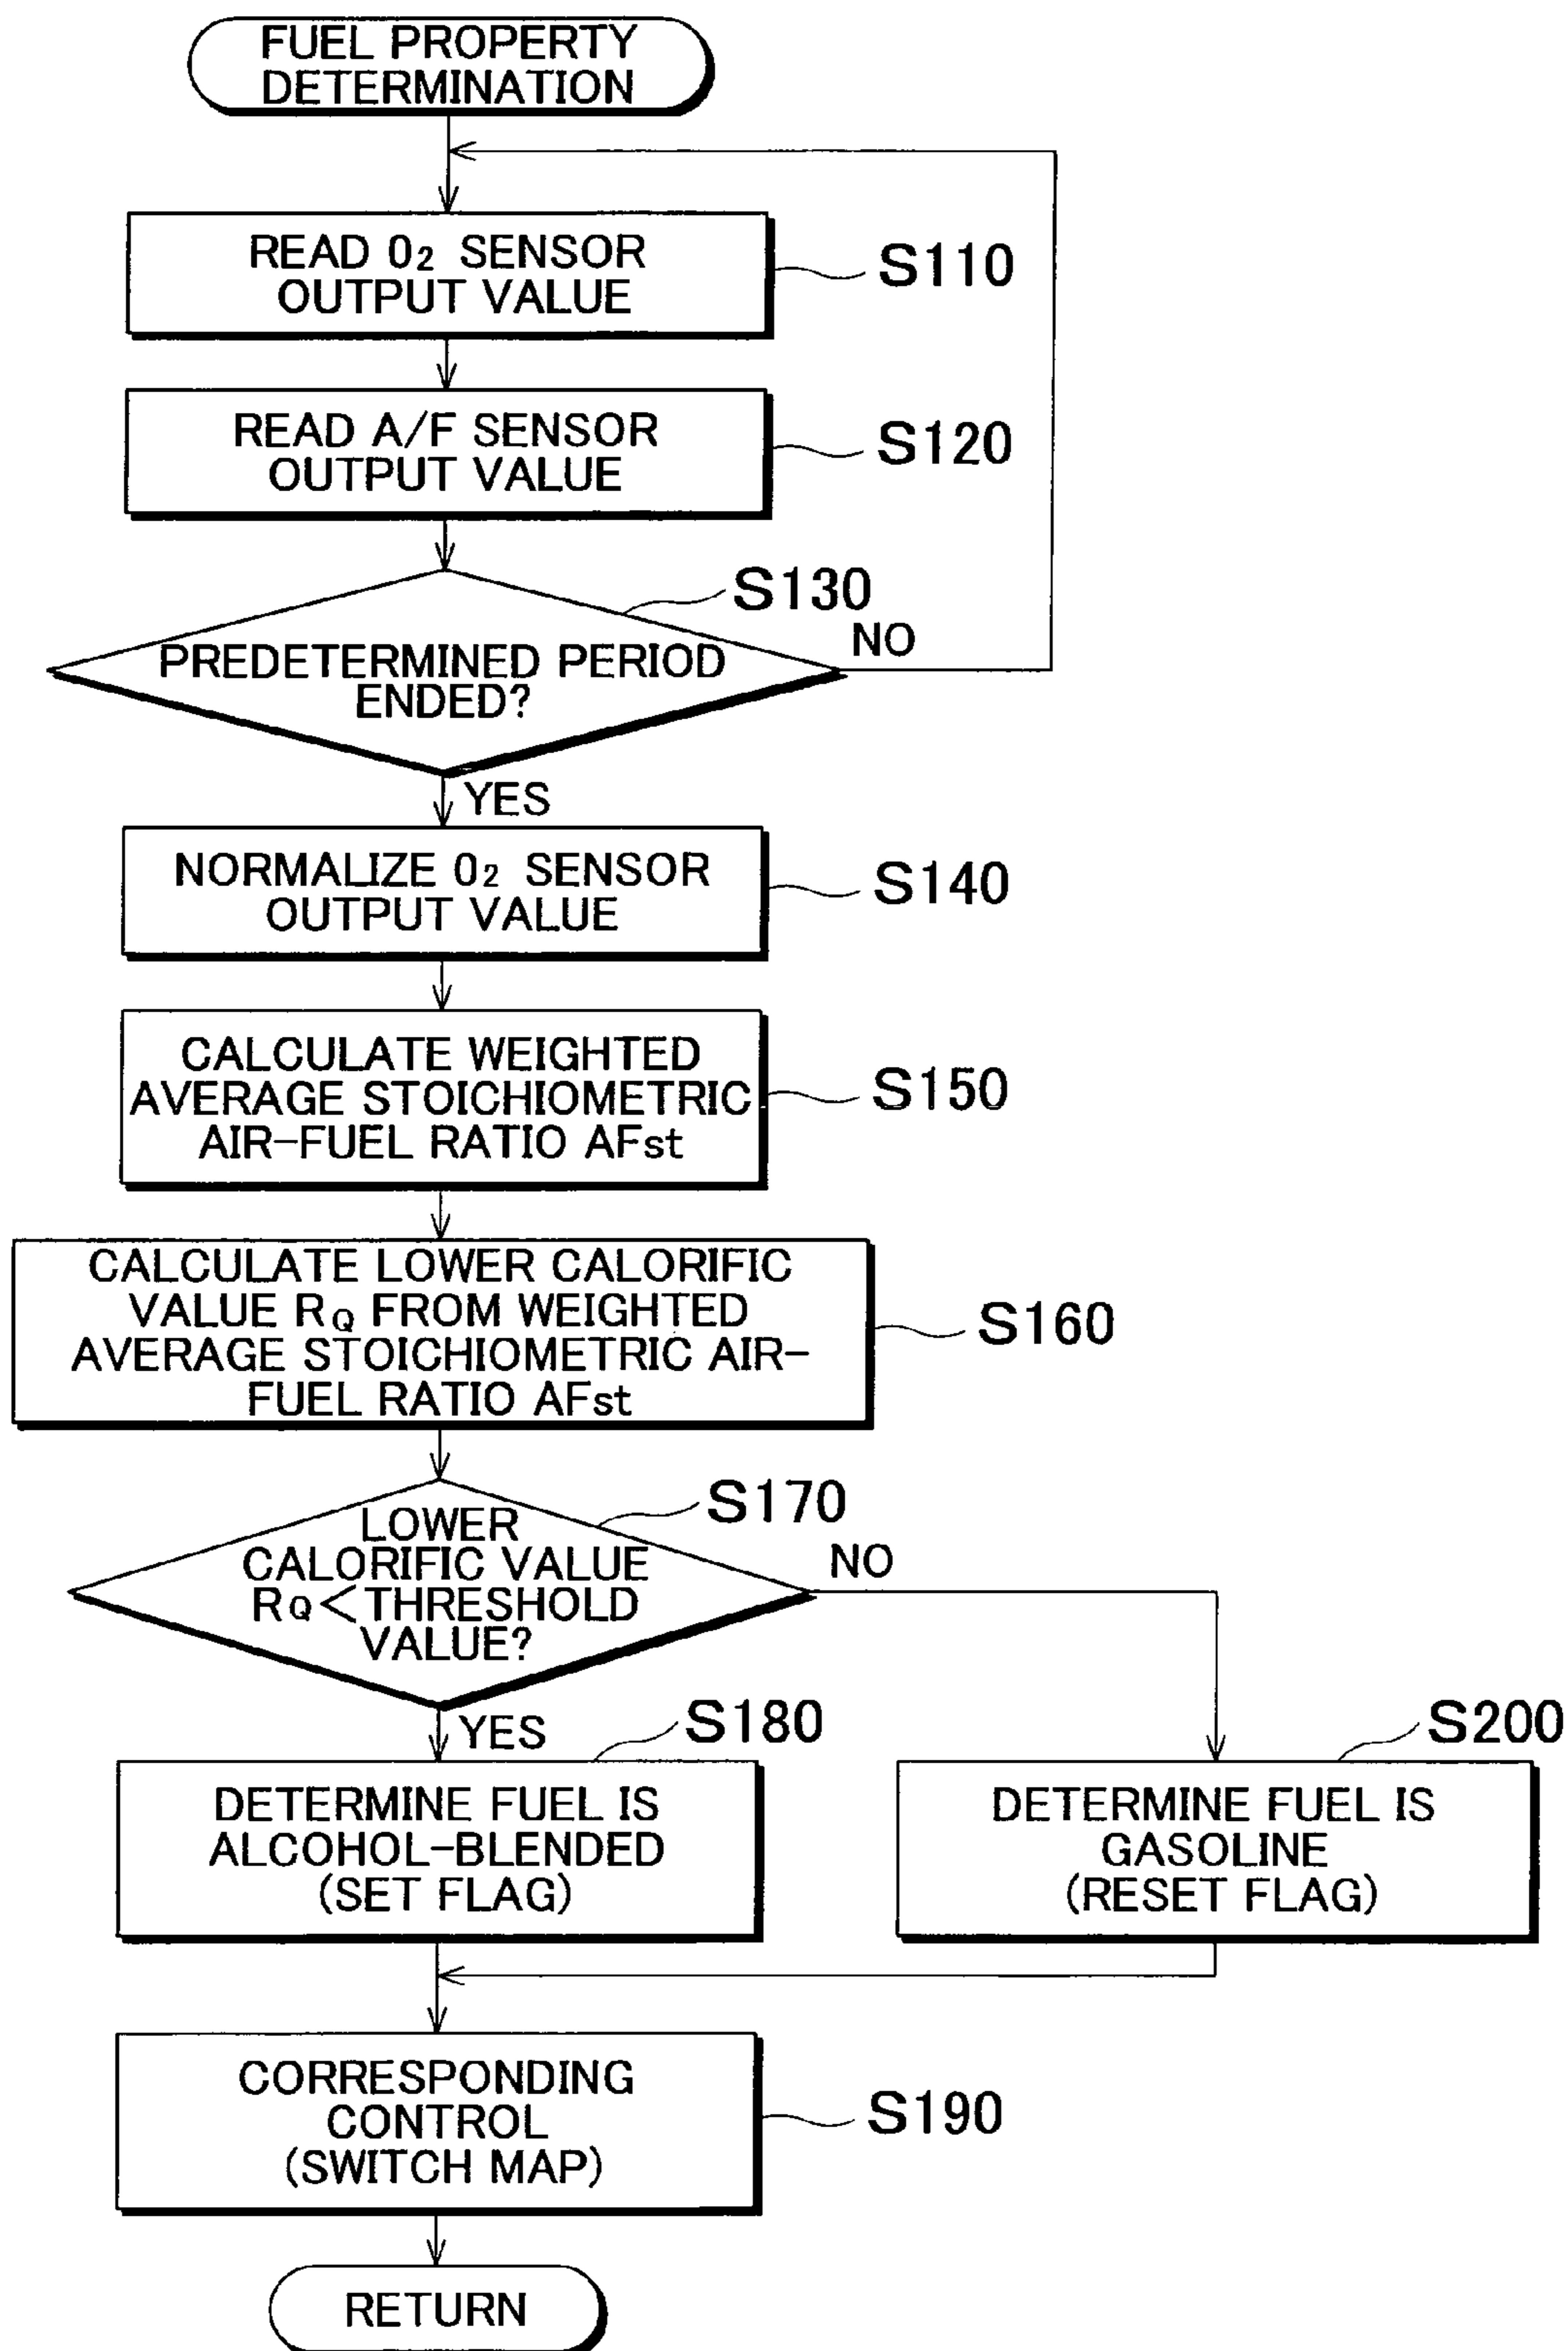 FUEL PROPERTY
DETERMINATION
READ O₂ SENSOR
OUTPUT VALUE
S110
READ A/F SENSOR
OUTPUT VALUE
S120
S130
PREDETERMINED PERIOD
ENDED?
NO
YES
NORMALIZE O₂ SENSOR
OUTPUT VALUE
S140
CALCULATE WEIGHTED
AVERAGE STOICHIOMETRIC
AIR-FUEL RATIO AFst
S150
CALCULATE LOWER CALORIFIC
VALUE RQ FROM WEIGHTED
AVERAGE STOICHIOMETRIC AIR-
FUEL RATIO AFst
S160
S170
LOWER
CALORIFIC VALUE
RQ<THRESHOLD
VALUE?
NO
YES
S180
DETERMINE FUEL IS
ALCOHOL-BLENDED
(SET FLAG)
S200
DETERMINE FUEL IS
GASOLINE
(RESET FLAG)
CORRESPONDING
CONTROL
(SWITCH MAP)
S190
RETURN